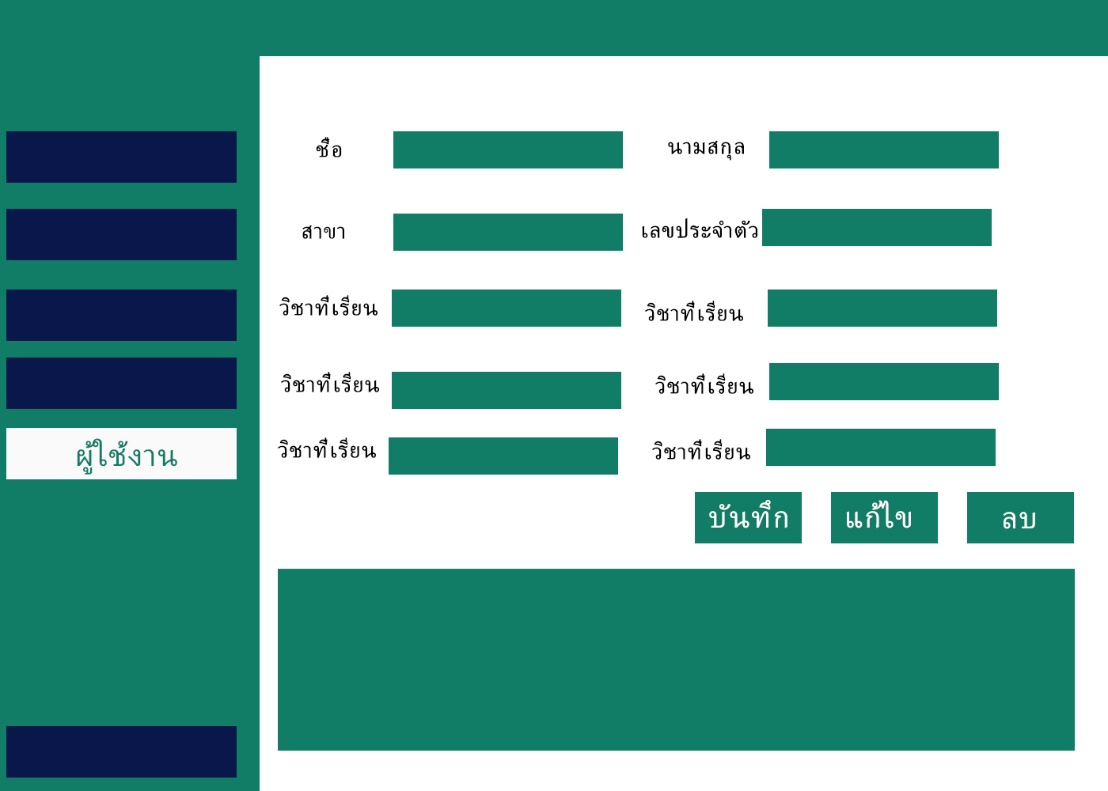 ชื่อ
นามสกุล
สาขา
เลขประจำตัว
วิชาที่เรียน
วิชาที่เรียน
วิชาที่เรียน
วิชาที่เรียน
วิชาที่เรียน
วิชาที่เรียน
ผู้ใช้งาน
บันทึก
แก้ไข
ลบ